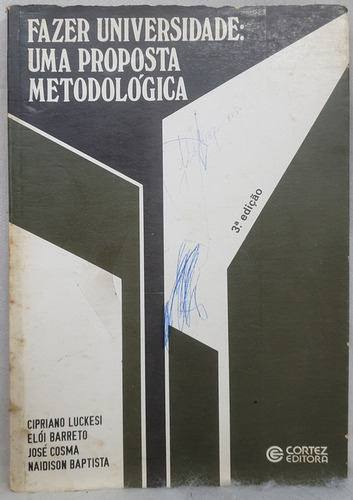 FAZER UNIVERSIDADE:
UMA PROPOSTA
METODOLÓGICA
3ª edição
CIPRIANO LUCKESI
ELÓI BARRETO
JOSÉ COSMA
NAIDISON BAPTISTA
CORTEZ
EDITORA